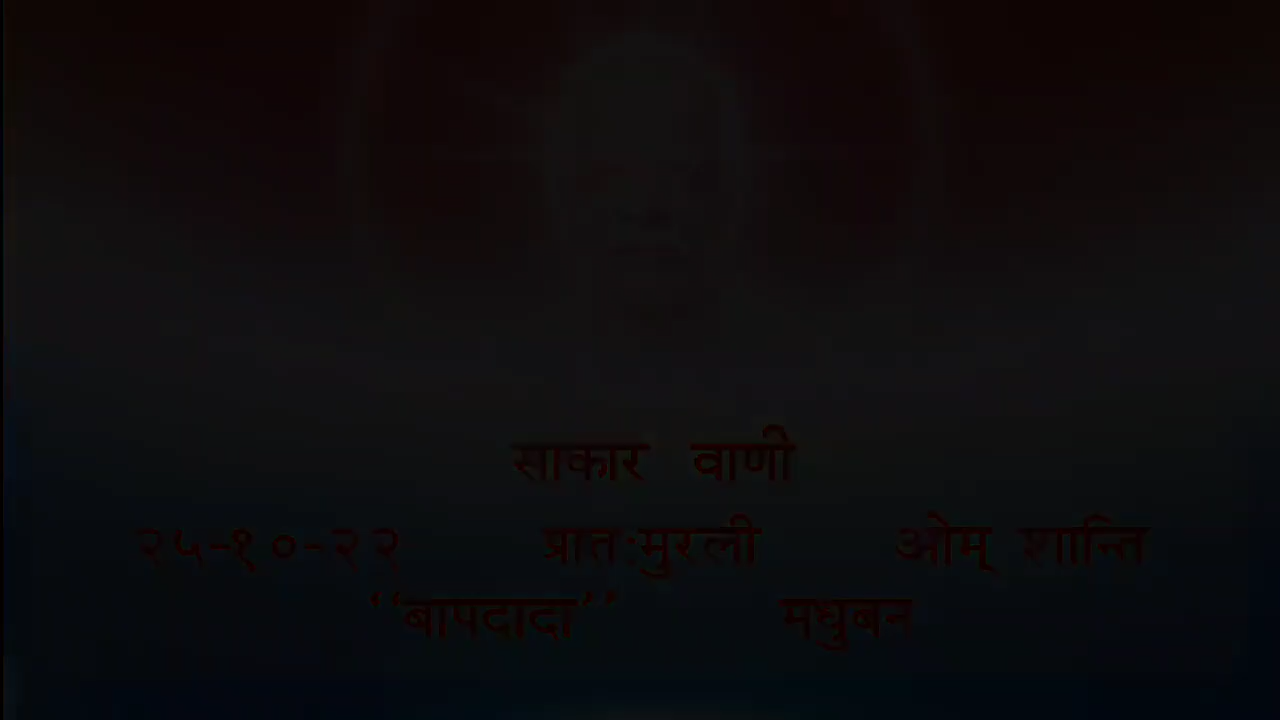 साकार वाणी
२५-१०-२२ प्रात:मुरली ओम् शान्ति
‘‘बापदादा’’ मधुबन